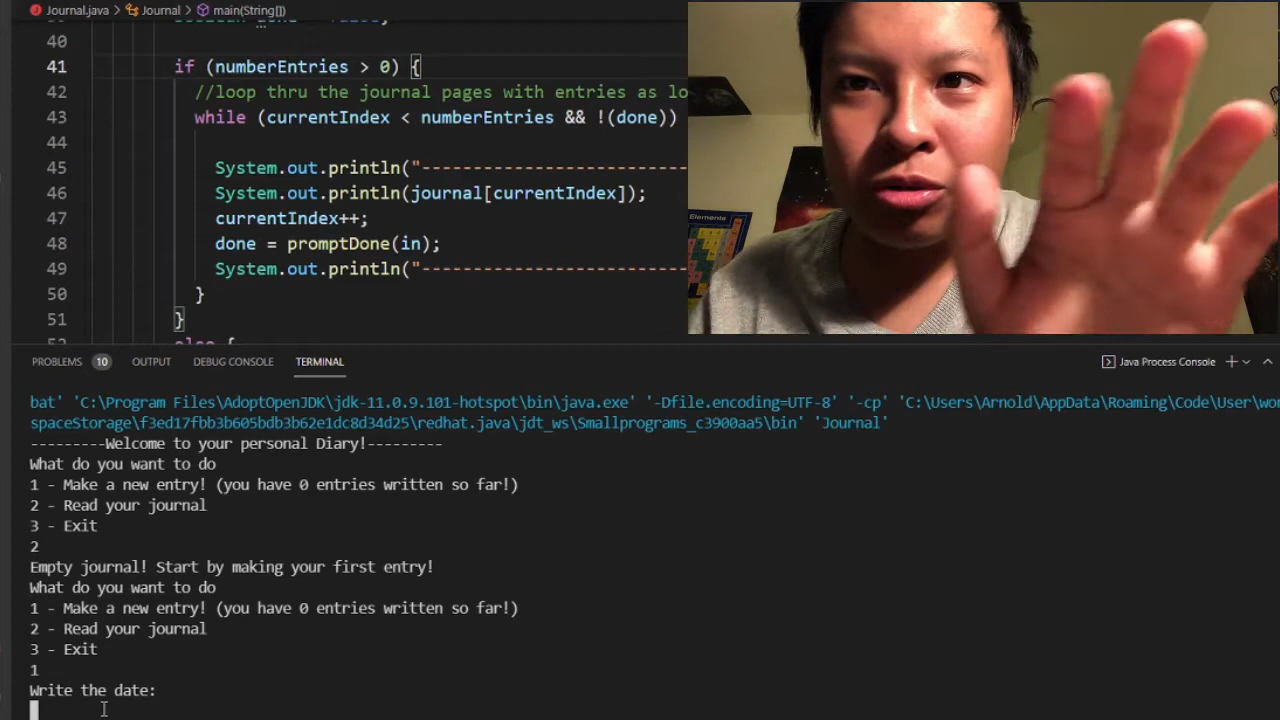 Journal.java > Journal > main(String[])
40
41 if (numberEntries > 0) {
42 //loop thru the journal pages with entries as lo
43 while (currentIndex < numberEntries && !(done))
44
45 System.out.println("---------------------------------
46 System.out.println(journal[currentIndex]);
47 currentIndex++;
48 done = promptDone(in);
49 System.out.println("---------------------------------
50 }
51 }
Elements
PROBLEMS 10 OUTPUT DEBUG CONSOLE TERMINAL Java Process Console
bat' 'C:\Program Files\AdoptOpenJDK\jdk-11.0.9.101-hotspot\bin\java.exe' '-Dfile.encoding=UTF-8' '-cp' 'C:\Users\Arnold\AppData\Roaming\Code\User\wor
spaceStorage\f3ed17fbb3b605bdb3b62e1dc8d34d25\redhat.java\jdt_ws\Smallprograms_c3900aa5\bin' 'Journal'
---------Welcome to your personal Diary!---------
What do you want to do
1 - Make a new entry! (you have 0 entries written so far!)
2 - Read your journal
3 - Exit
2
Empty journal! Start by making your first entry!
What do you want to do
1 - Make a new entry! (you have 0 entries written so far!)
2 - Read your journal
3 - Exit
1
Write the date: